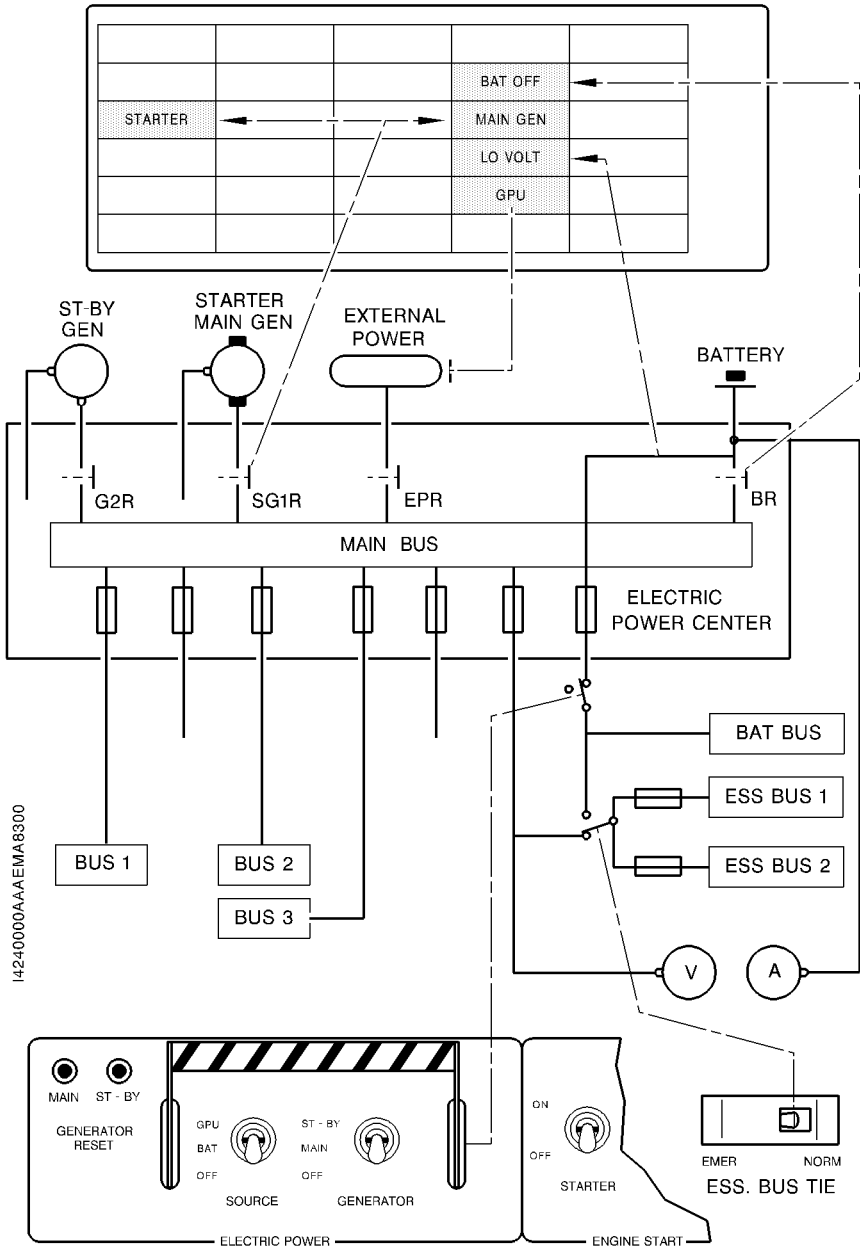 BAT OFF
STARTER
MAIN GEN
LO VOLT
GPU
ST-BY
GEN
STARTER
MAIN GEN
EXTERNAL
POWER
BATTERY
G2R
SG1R
EPR
BR
MAIN BUS
ELECTRIC
POWER CENTER
BAT BUS
ESS BUS 1
ESS BUS 2
BUS 1
BUS 2
BUS 3
V
A
I4240000AAAEMA8300
MAIN
ST - BY
GENERATOR
RESET
GPU
BAT
OFF
SOURCE
ST - BY
MAIN
OFF
GENERATOR
ELECTRIC POWER
ON
OFF
STARTER
ENGINE START
EMER
NORM
ESS. BUS TIE